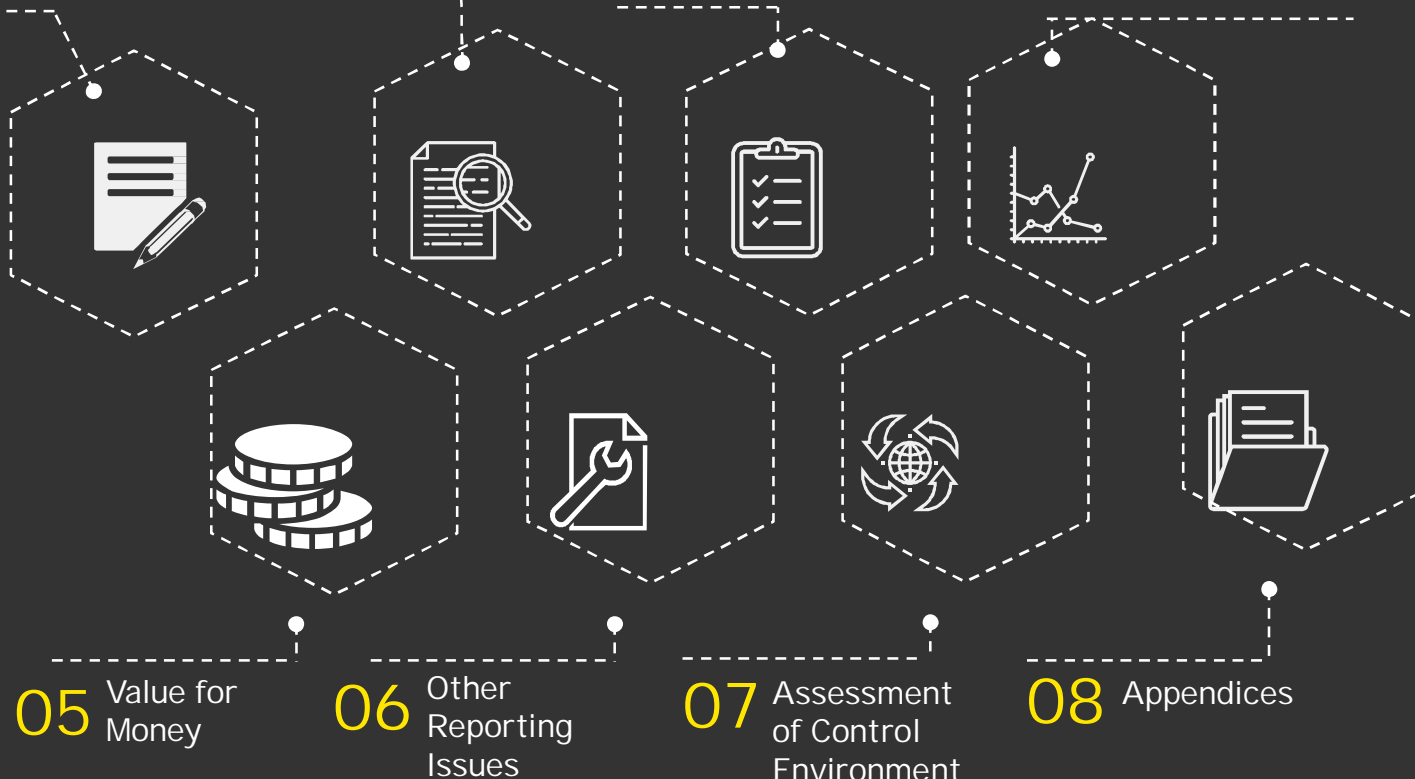 05 Value for
Money
06 Other
Reporting
Issues
07 Assessment
of Control
Environment
08 Appendices